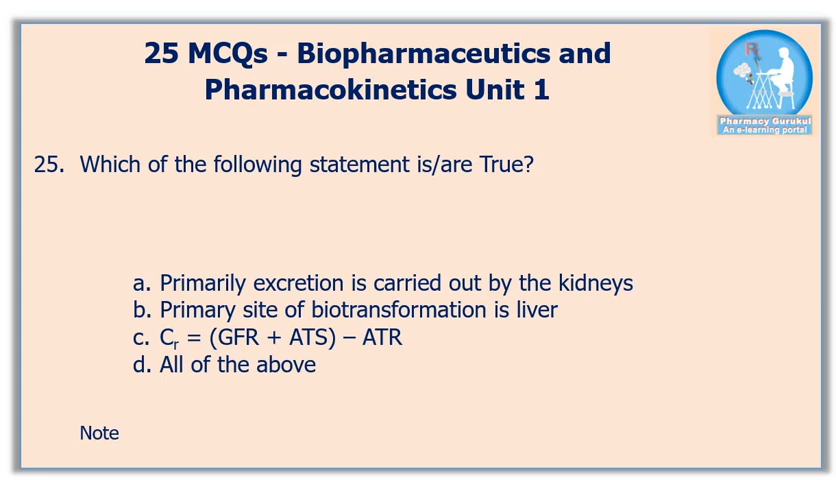 25 MCQs - Biopharmaceutics and
Pharmacokinetics Unit 1
Pharmacy Gurukul
An e-learning portal
25. Which of the following statement is/are True?
a. Primarily excretion is carried out by the kidneys
b. Primary site of biotransformation is liver
c. Cr = (GFR + ATS) – ATR
d. All of the above
Note